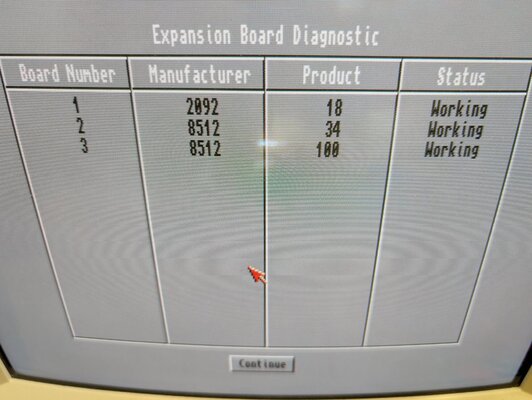 Expansion Board Diagnostic
Board Number Manufacturer Product Status
1 2092 18 Working
2 8512 34 Working
3 8512 100 Working
Continue